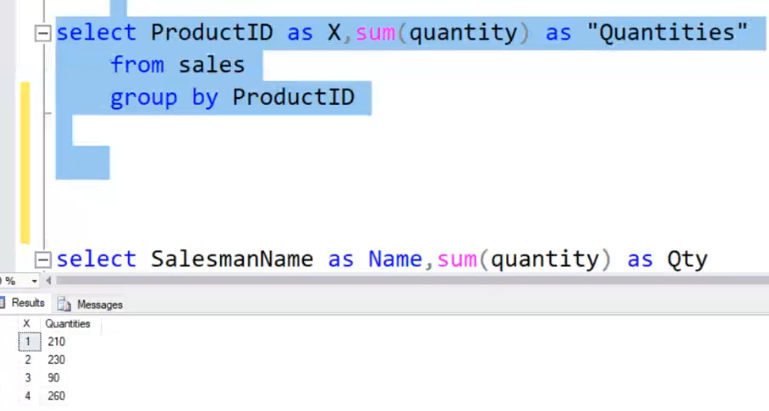 select ProductID as X,sum(quantity) as "Quantities"
from sales
group by ProductID
select SalesmanName as Name,sum(quantity) as Qty
%
Results Messages
X Quantities
1 210
2 230
3 90
4 260